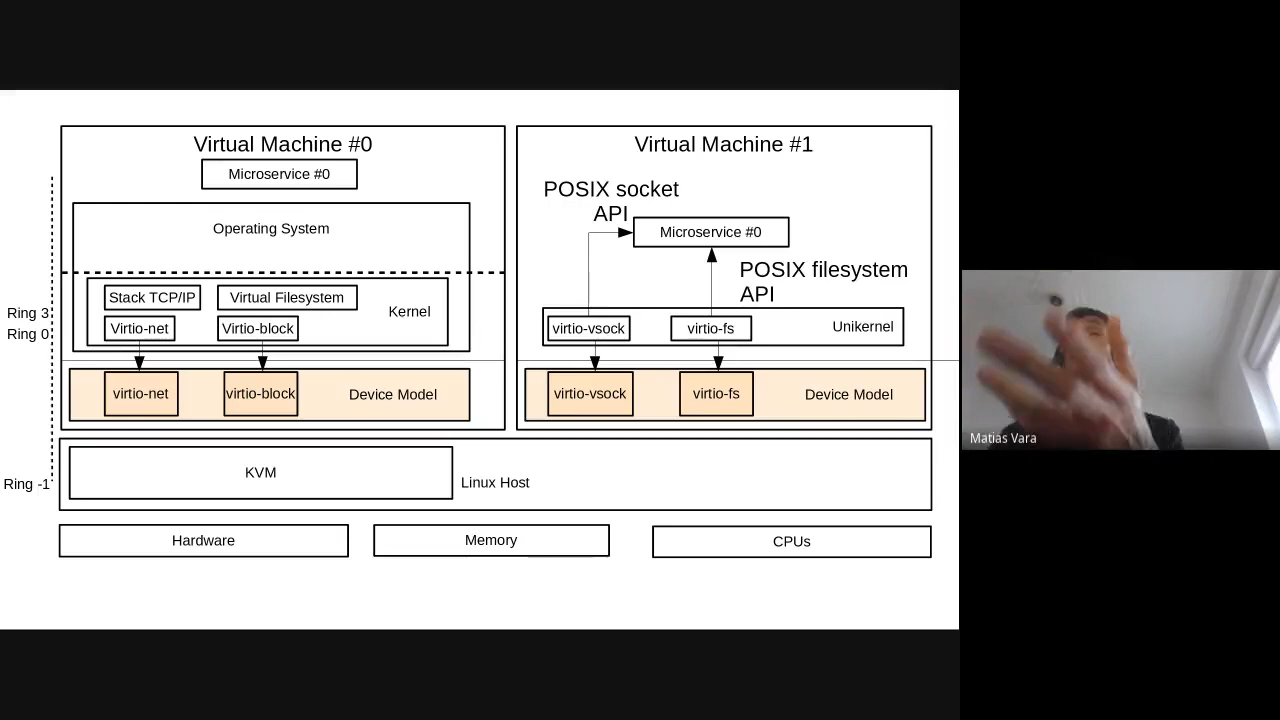 Virtual Machine #0
Microservice #0
Operating System
Stack TCP/IP
Virtual Filesystem
Kernel
Virtio-net
Virtio-block
virtio-net
virtio-block
Device Model
Virtual Machine #1
POSIX socket
API
Microservice #0
POSIX filesystem
API
virtio-vsock
virtio-fs
Unikernel
virtio-vsock
virtio-fs
Device Model
Ring 3
Ring 0
Ring -1
KVM
Linux Host
Hardware
Memory
CPUs
Matias Vara